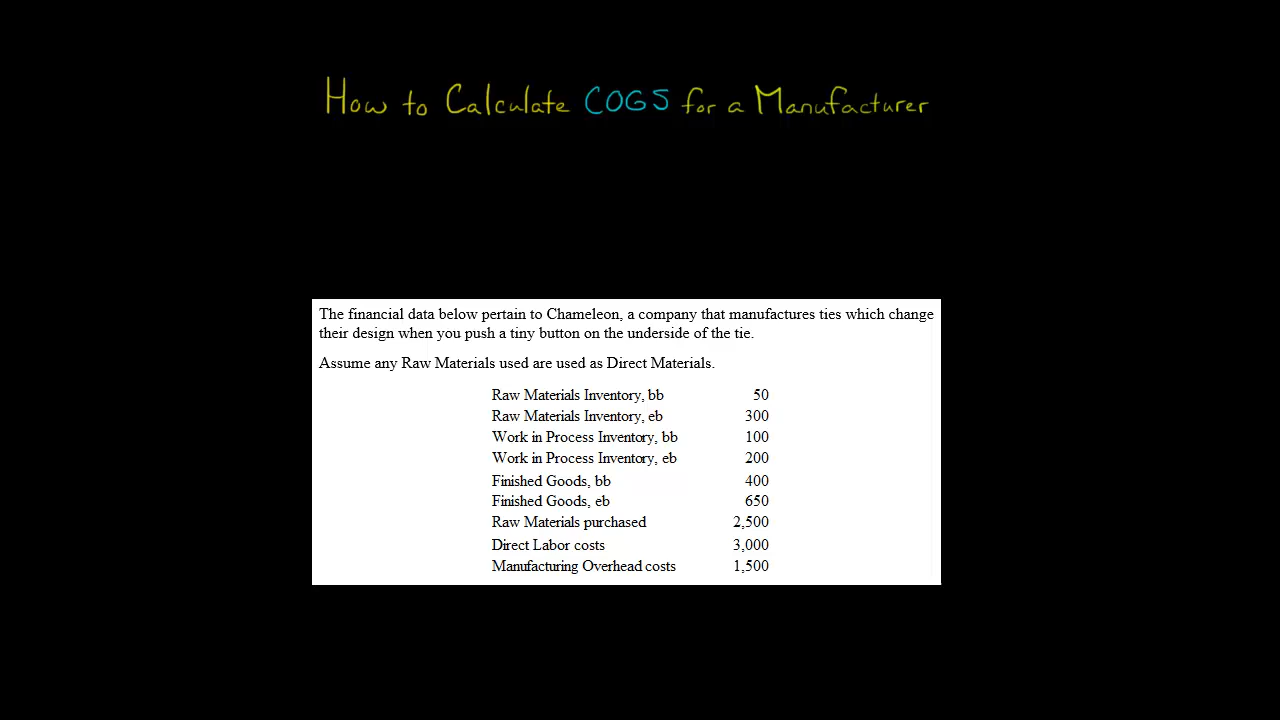 How to Calculate COGS for a Manufacturer
The financial data below pertain to Chameleon, a company that manufactures ties which change
their design when you push a tiny button on the underside of the tie.
Assume any Raw Materials used are used as Direct Materials.
Raw Materials Inventory, bb 50
Raw Materials Inventory, eb 300
Work in Process Inventory, bb 100
Work in Process Inventory, eb 200
Finished Goods, bb 400
Finished Goods, eb 650
Raw Materials purchased 2,500
Direct Labor costs 3,000
Manufacturing Overhead costs 1,500